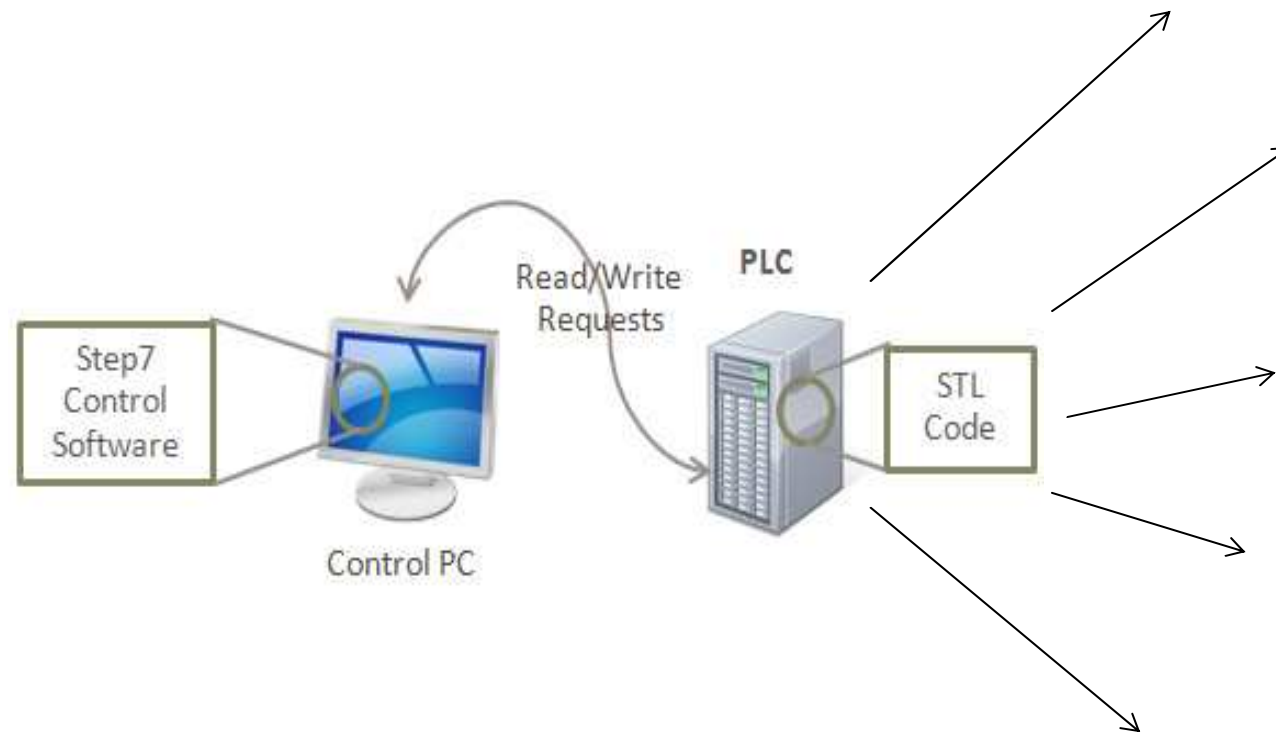 Step7
Control
Software
Control PC
Read/Write
Requests
PLC
STL
Code